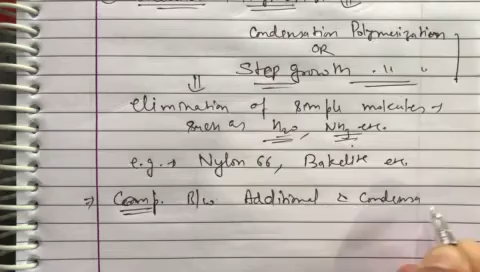 Condensation Polymerization
OR
Step growth " "
⇓
elimination of simple molecules →
such as H2O, NH3 etc.
e.g. → Nylon 66, Bakelite etc.
⇒ Comp. B/w Additional & Condensa